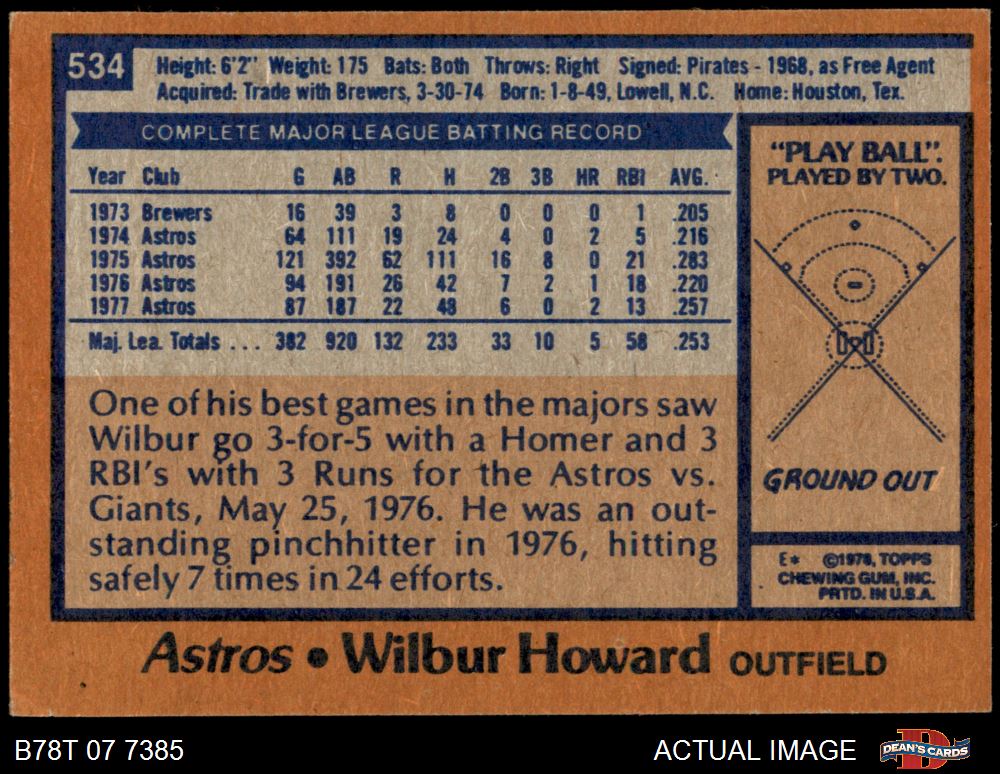 534
Height: 6'2" Weight: 175 Bats: Both Throws: Right Signed: Pirates - 1968, as Free Agent
Acquired: Trade with Brewers, 3-30-74 Born: 1-8-49, Lowell, N.C. Home: Houston, Tex.
COMPLETE MAJOR LEAGUE BATTING RECORD
Year Club G AB R H 2B 3B HR RBI AVG.
1973 Brewers 16 39 3 8 0 0 0 1 .205
1974 Astros 64 111 19 24 4 0 2 5 .216
1975 Astros 121 392 62 111 16 8 0 21 .283
1976 Astros 94 191 26 42 7 2 1 18 .220
1977 Astros 87 187 22 48 6 0 2 13 .257
Maj. Lea. Totals ... 382 920 132 233 33 10 5 58 .253
One of his best games in the majors saw
Wilbur go 3-for-5 with a Homer and 3
RBI's with 3 Runs for the Astros vs.
Giants, May 25, 1976. He was an out-
standing pinchhitter in 1976, hitting
safely 7 times in 24 efforts.
"PLAY BALL".
PLAYED BY TWO.
GROUND OUT
E* ©1978, TOPPS
CHEWING GUM, INC.
PRTD. IN U.S.A.
Astros • Wilbur Howard OUTFIELD
B78T 07 7385
ACTUAL IMAGE
DEAN'S CARDS